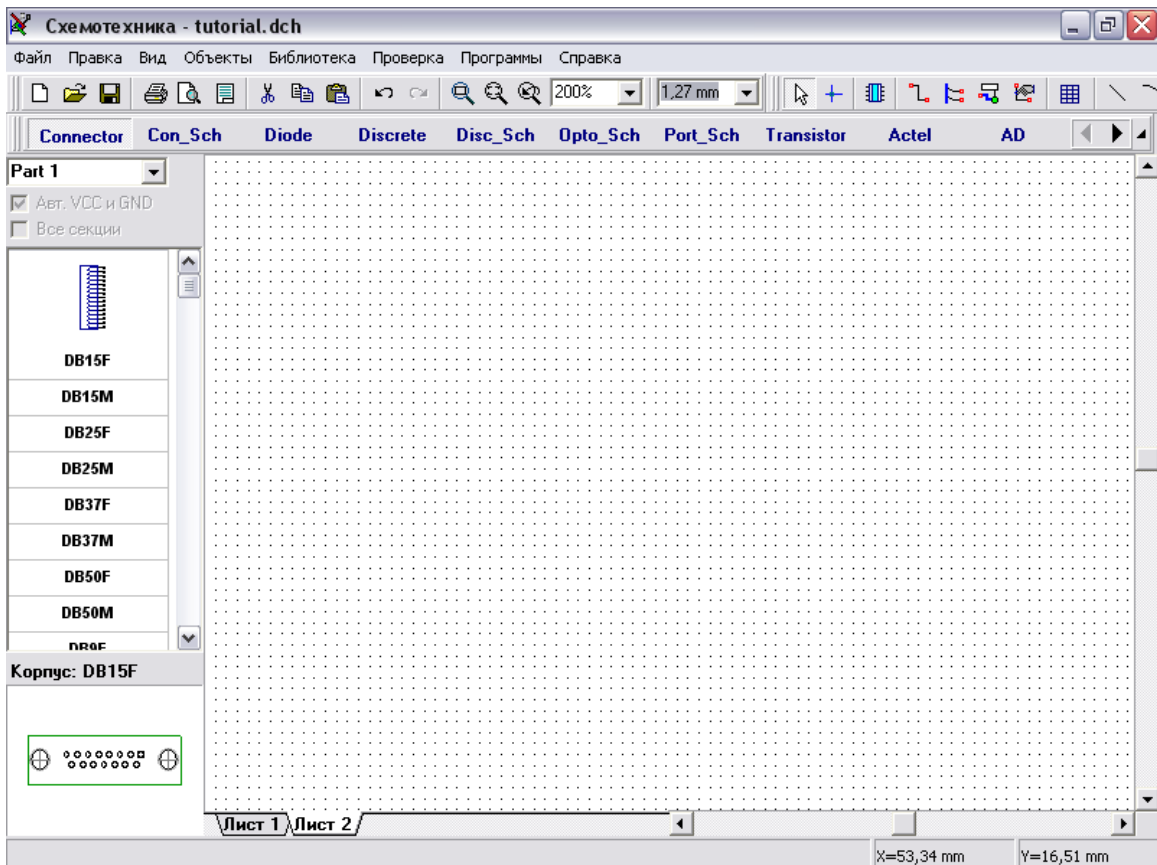 Схемотехника - tutorial.dch
Файл Правка Вид Объекты Библиотека Проверка Программы Справка
200% 1,27 mm
Connector Con_Sch Diode Discrete Disc_Sch Opto_Sch Port_Sch Transistor Actel AD
Part 1
Авт. VCC и GND
Все секции
DB15F
DB15M
DB25F
DB25M
DB37F
DB37M
DB50F
DB50M
DB9F
Корпус: DB15F
Лист 1 Лист 2
X=53,34 mm Y=16,51 mm